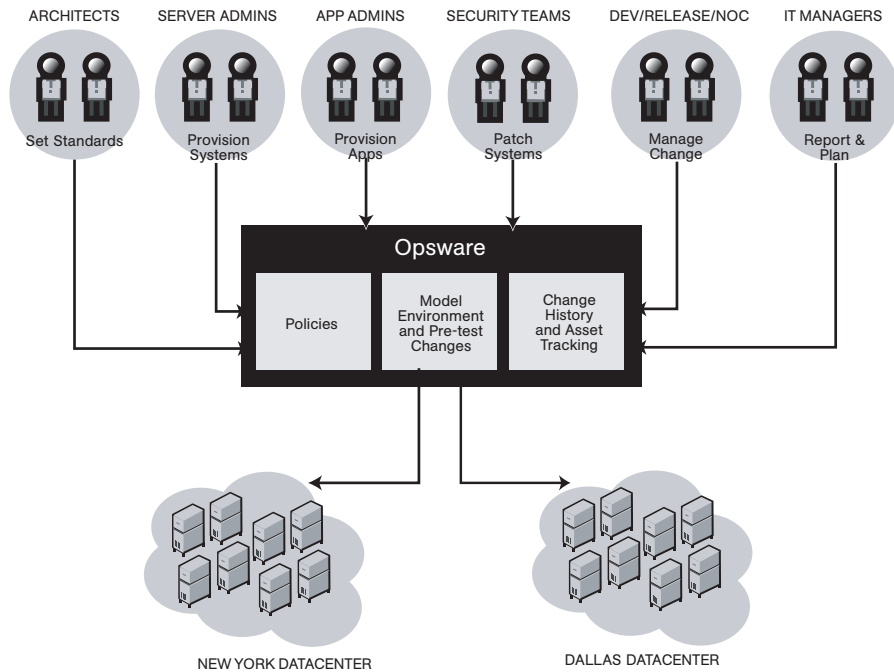 ARCHITECTS
SERVER ADMINS
APP ADMINS
SECURITY TEAMS
DEV/RELEASE/NOC
IT MANAGERS
Set Standards
Provision
Systems
Provision
Apps
Patch
Systems
Manage
Change
Report &
Plan
Opsware
Policies
Model
Environment
and Pre-test
Changes
Change
History
and Asset
Tracking
NEW YORK DATACENTER
DALLAS DATACENTER